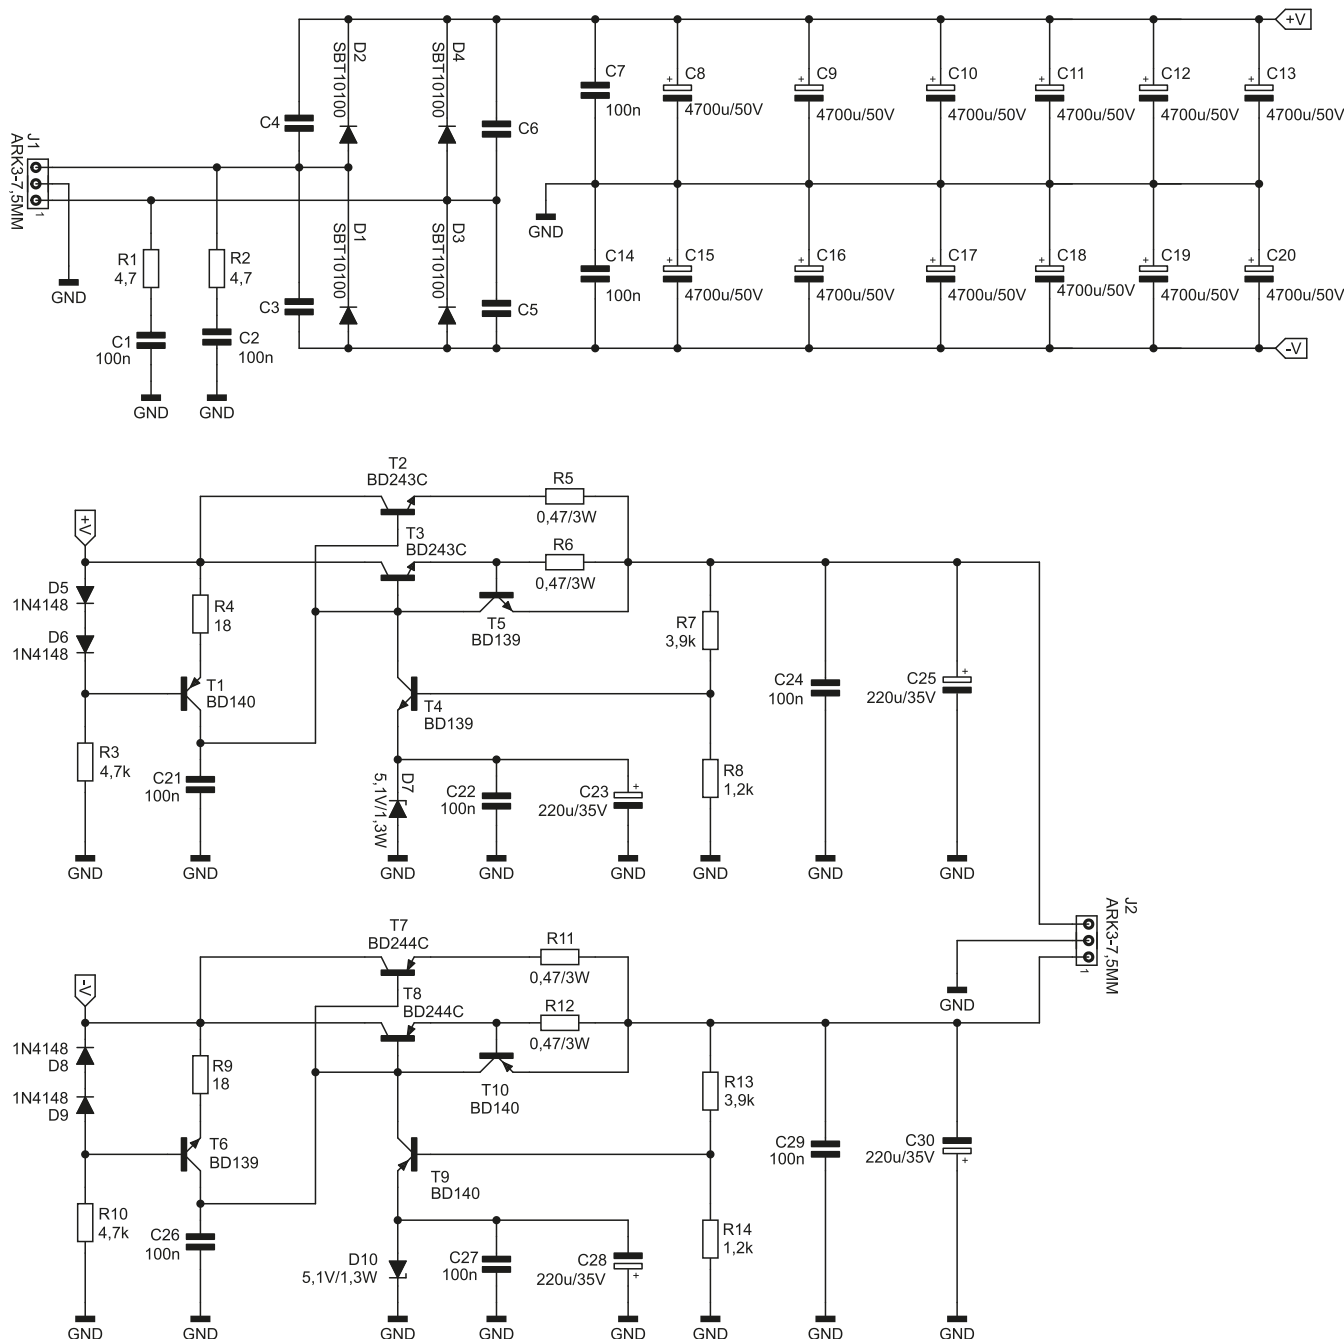 +V
D2
SBT10100
D4
SBT10100
C7
100n
C8
+
4700u/50V
C9
+
4700u/50V
C10
+
4700u/50V
C11
+
4700u/50V
C12
+
4700u/50V
C13
+
4700u/50V
C4
C6
J1
ARK3-7,5MM
1
GND
R1
4,7
R2
4,7
D1
SBT10100
D3
SBT10100
C3
C5
GND
C14
100n
C15
+
4700u/50V
C16
+
4700u/50V
C17
+
4700u/50V
C18
+
4700u/50V
C19
+
4700u/50V
C20
+
4700u/50V
C1
100n
C2
100n
-V
GND
GND
T2
BD243C
R5
0,47/3W
+V
T3
BD243C
R6
0,47/3W
D5
1N4148
R4
18
D6
1N4148
T5
BD139
R7
3,9k
T1
BD140
T4
BD139
C24
100n
C25
+
220u/35V
R3
4,7k
C21
100n
D7
5,1V/1,3W
C22
100n
C23
+
220u/35V
R8
1,2k
GND
GND
GND
GND
GND
GND
GND
GND
J2
ARK3-7,5MM
1
GND
T7
BD244C
R11
0,47/3W
-V
T8
BD244C
R12
0,47/3W
1N4148
D8
R9
18
1N4148
D9
T10
BD140
R13
3,9k
T6
BD139
T9
BD140
C29
100n
C30
220u/35V
+
R10
4,7k
C26
100n
D10
5,1V/1,3W
C27
100n
C28
220u/35V
+
R14
1,2k
GND
GND
GND
GND
GND
GND
GND
GND